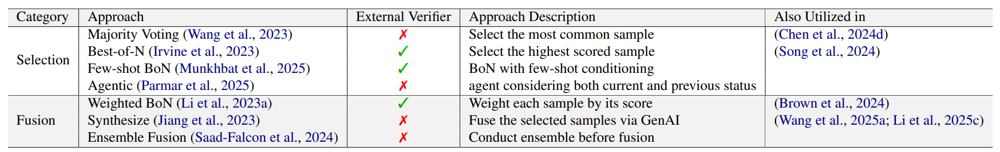 Category Approach External Verifier Approach Description Also Utilized in
Majority Voting (Wang et al., 2023) ✗ Select the most common sample (Chen et al., 2024d)
Best-of-N (Irvine et al., 2023) ✓ Select the highest scored sample (Song et al., 2024)
Selection
Few-shot BoN (Munkhbat et al., 2025) ✓ BoN with few-shot conditioning
Agentic (Parmar et al., 2025) ✗ agent considering both current and previous status
Weighted BoN (Li et al., 2023a) ✓ Weight each sample by its score (Brown et al., 2024)
Fusion Synthesize (Jiang et al., 2023) ✗ Fuse the selected samples via GenAI (Wang et al., 2025a; Li et al., 2025c)
Ensemble Fusion (Saad-Falcon et al., 2024) ✗ Conduct ensemble before fusion